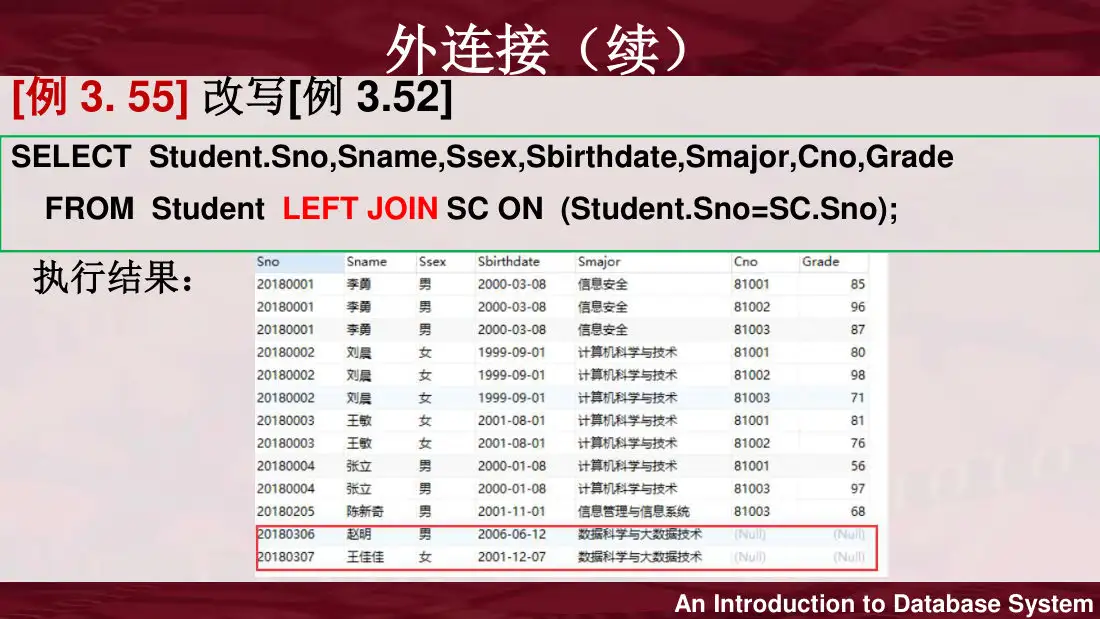 外连接（续）
[例 3. 55] 改写[例 3.52]
SELECT Student.Sno,Sname,Ssex,Sbirthdate,Smajor,Cno,Grade
FROM Student LEFT JOIN SC ON (Student.Sno=SC.Sno);
执行结果：
Sno Sname Ssex Sbirthdate Smajor Cno Grade
20180001 李勇 男 2000-03-08 信息安全 81001 85
20180001 李勇 男 2000-03-08 信息安全 81002 96
20180001 李勇 男 2000-03-08 信息安全 81003 87
20180002 刘晨 女 1999-09-01 计算机科学与技术 81001 80
20180002 刘晨 女 1999-09-01 计算机科学与技术 81002 98
20180002 刘晨 女 1999-09-01 计算机科学与技术 81003 71
20180003 王敏 女 2001-08-01 计算机科学与技术 81001 81
20180003 王敏 女 2001-08-01 计算机科学与技术 81002 76
20180004 张立 男 2000-01-08 计算机科学与技术 81001 56
20180004 张立 男 2000-01-08 计算机科学与技术 81003 97
20180205 陈新奇 男 2001-11-01 信息管理与信息系统 81003 68
20180306 赵明 男 2006-06-12 数据科学与大数据技术 (Null) (Null)
20180307 王佳佳 女 2001-12-07 数据科学与大数据技术 (Null) (Null)
An Introduction to Database System